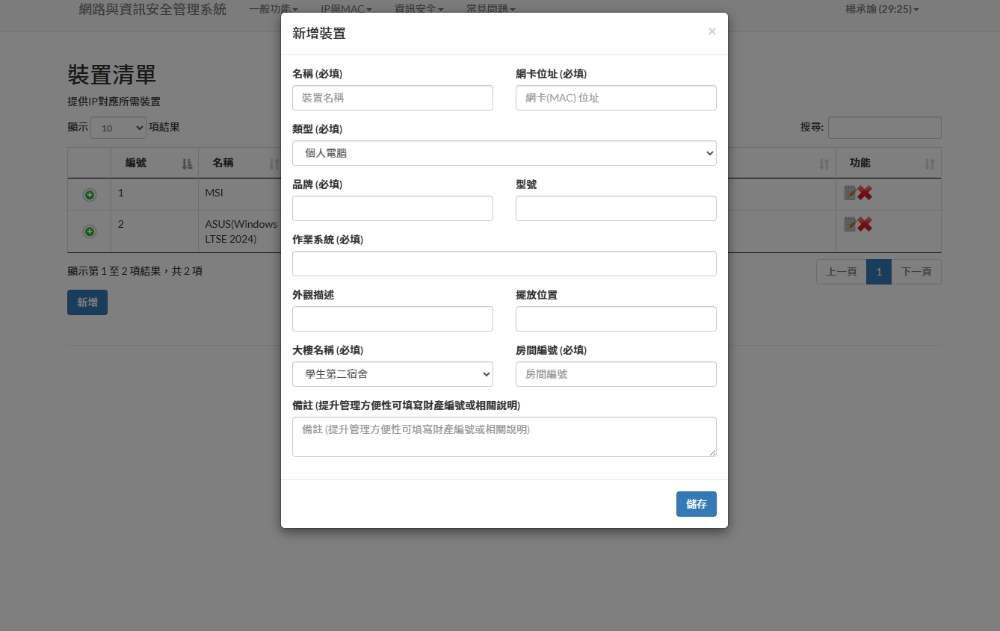 網路與資訊安全管理系統 一般功能 IP與MAC 資訊安全 常見問題 楊承諭 (29:25)
新增裝置 ×
裝置清單
提供IP對應所需裝置
顯示 10 項結果 搜尋:
編號 名稱 功能
1 MSI
2 ASUS(Windows
LTSE 2024)
顯示第 1 至 2 項結果，共 2 項 上一頁 1 下一頁
新增
名稱 (必填) 網卡位址 (必填)
裝置名稱 網卡(MAC) 位址
類型 (必填)
個人電腦
品牌 (必填) 型號
作業系統 (必填)
外觀描述 擺放位置
大樓名稱 (必填) 房間編號 (必填)
學生第二宿舍 房間編號
備註 (提升管理方便性可填寫財產編號或相關說明)
備註 (提升管理方便性可填寫財產編號或相關說明)
儲存